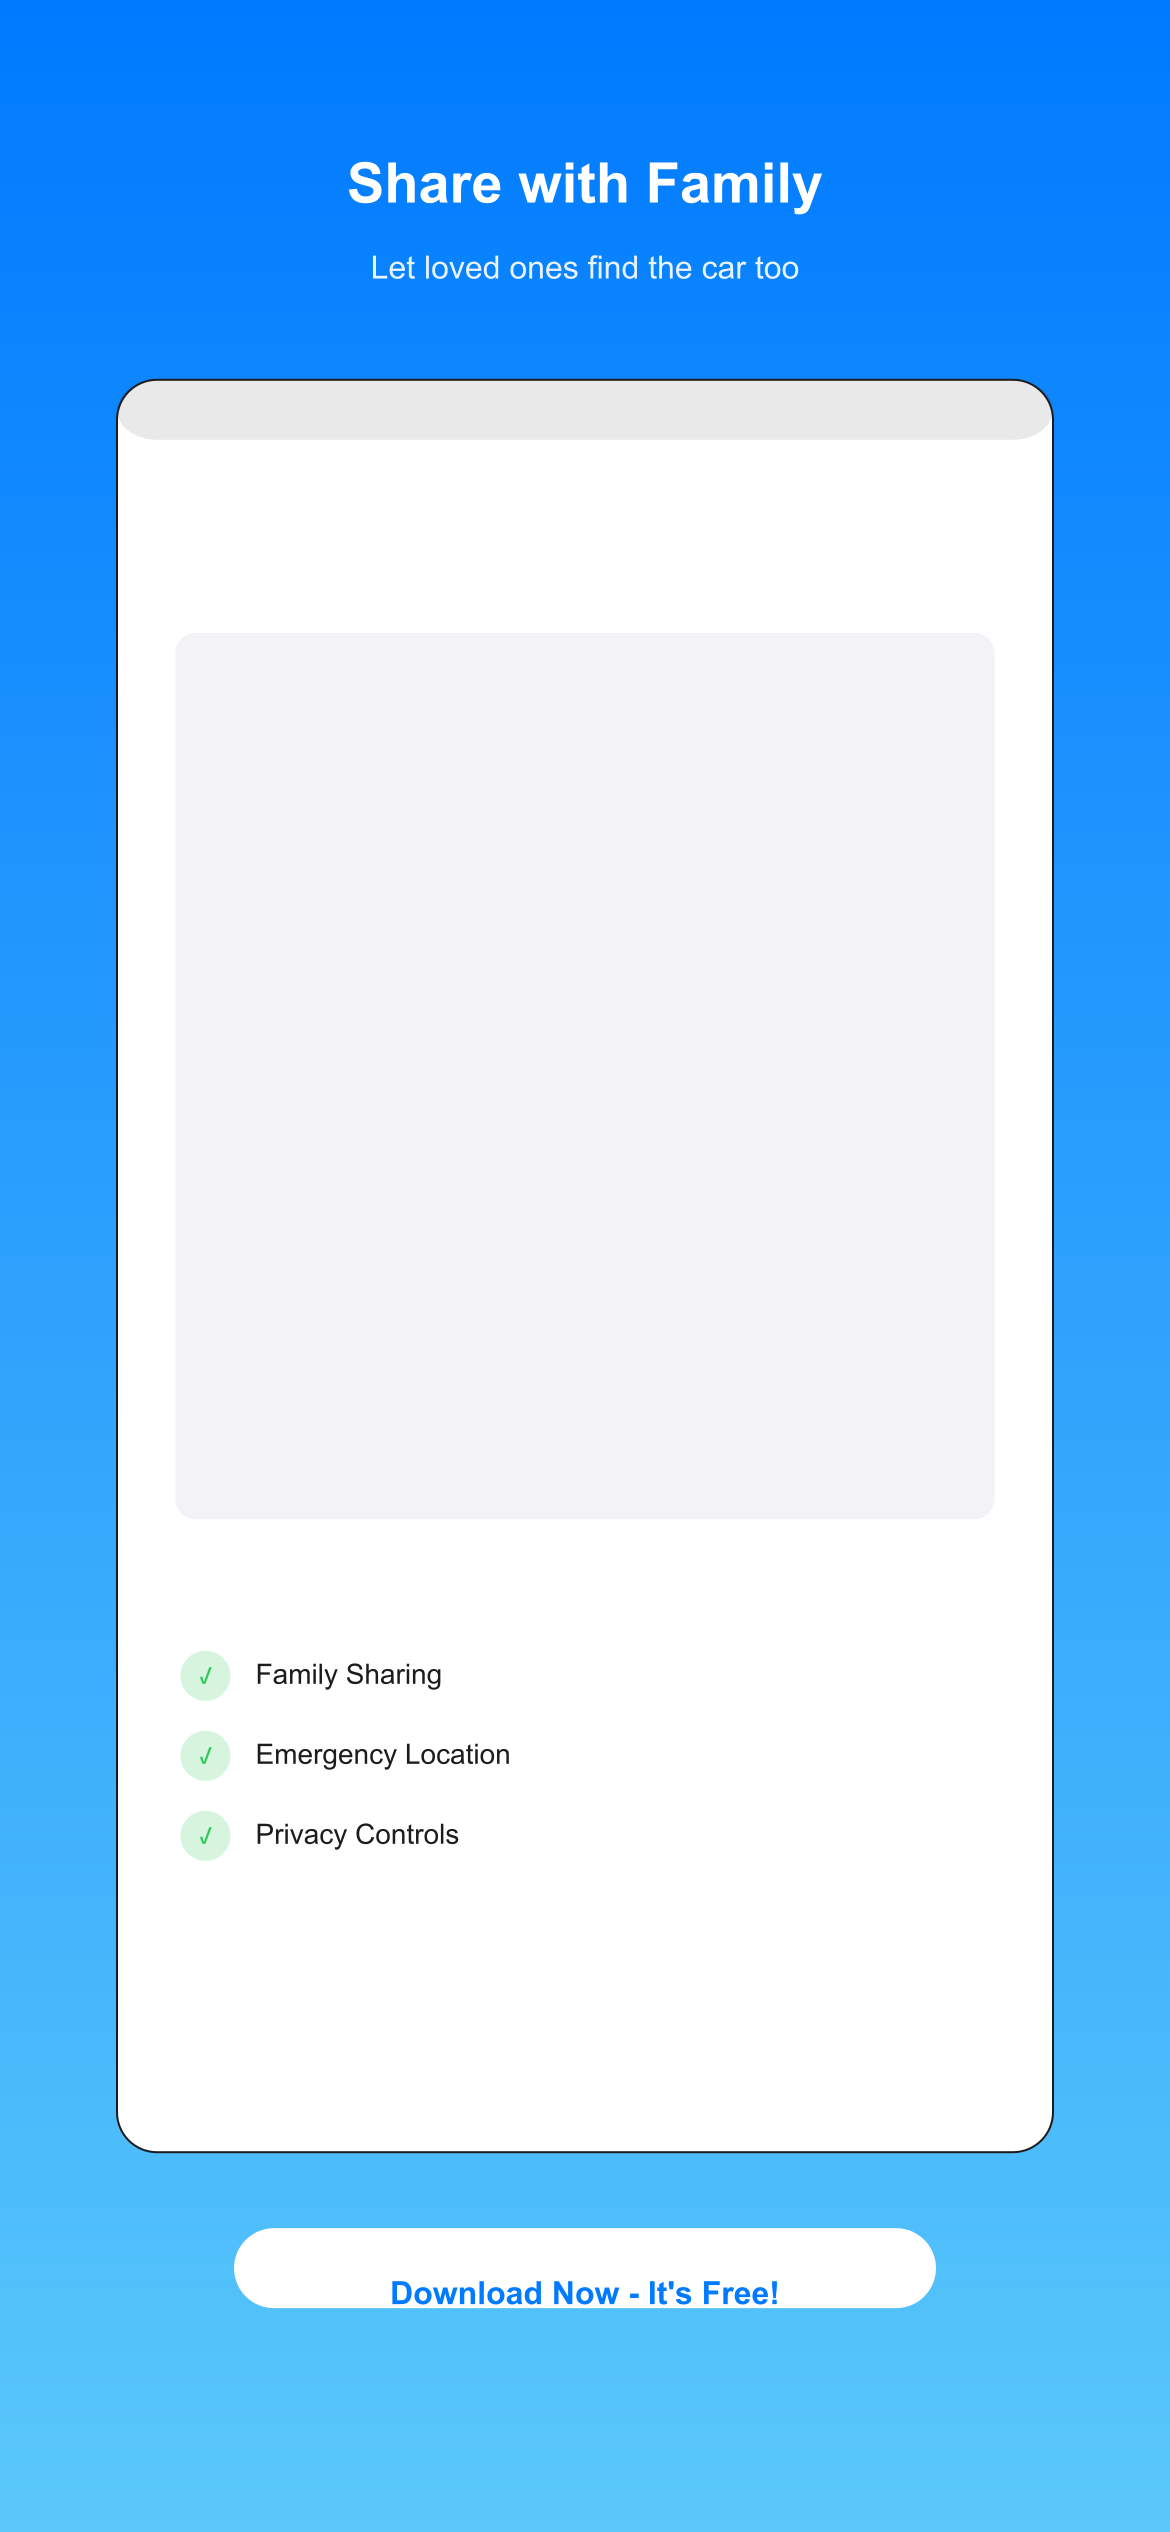 Share with Family
Let loved ones find the car too
✓ Family Sharing
✓ Emergency Location
✓ Privacy Controls
Download Now - It's Free!